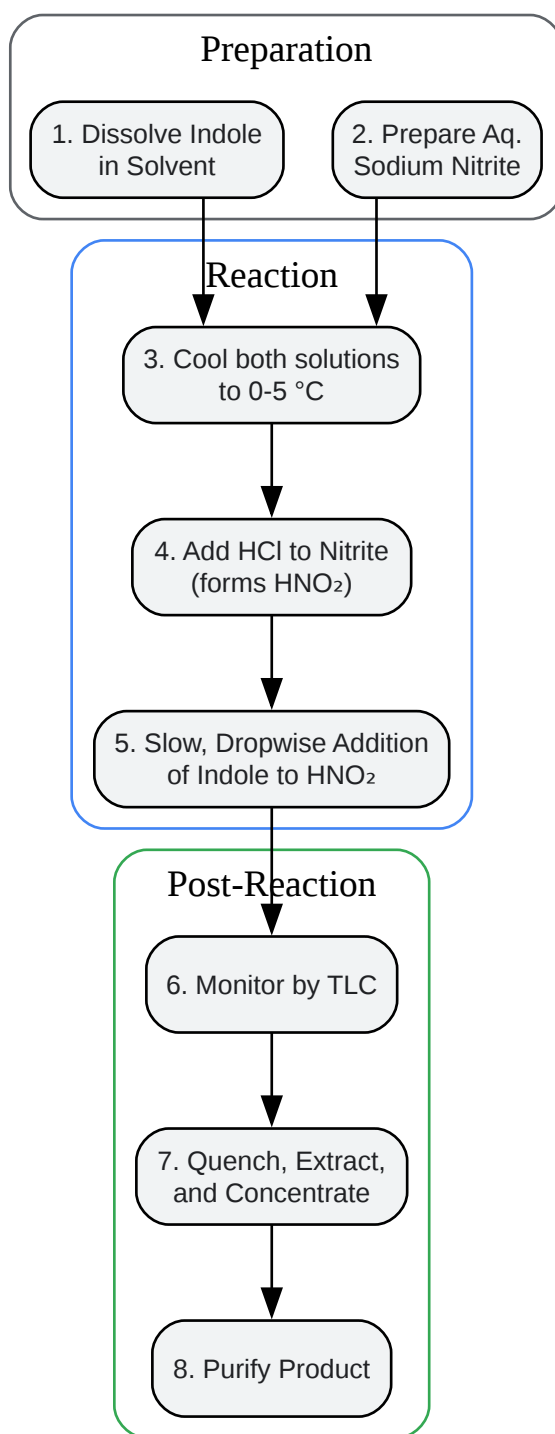 Preparation
1. Dissolve Indole
in Solvent
2. Prepare Aq.
Sodium Nitrite
Reaction
3. Cool both solutions
to 0-5 °C
4. Add HCl to Nitrite
(forms HNO₂)
5. Slow, Dropwise Addition
of Indole to HNO₂
Post-Reaction
6. Monitor by TLC
7. Quench, Extract,
and Concentrate
8. Purify Product